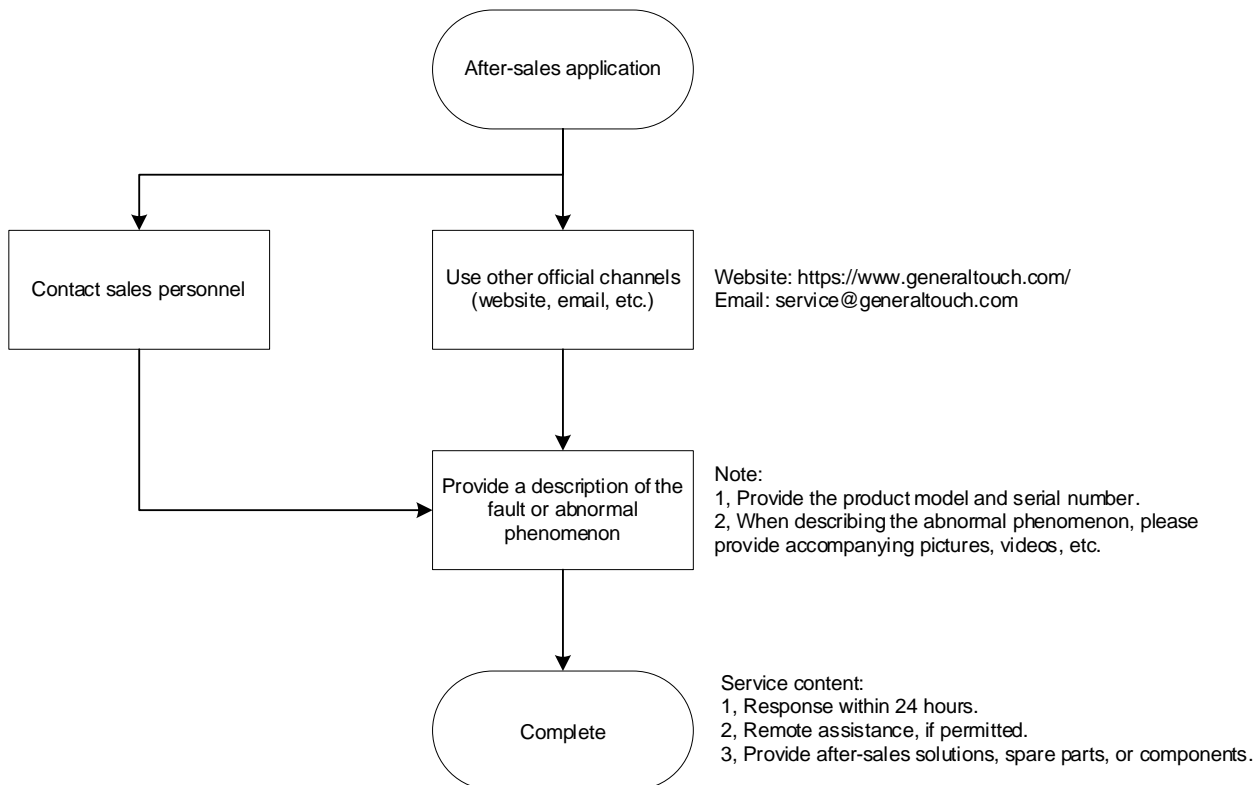 After-sales application
Contact sales personnel
Use other official channels
(website, email, etc.)
Website: https://www.generaltouch.com/
Email: service@generaltouch.com
Provide a description of the
fault or abnormal
phenomenon
Note:
1, Provide the product model and serial number.
2, When describing the abnormal phenomenon, please
provide accompanying pictures, videos, etc.
Complete
Service content:
1, Response within 24 hours.
2, Remote assistance, if permitted.
3, Provide after-sales solutions, spare parts, or components.